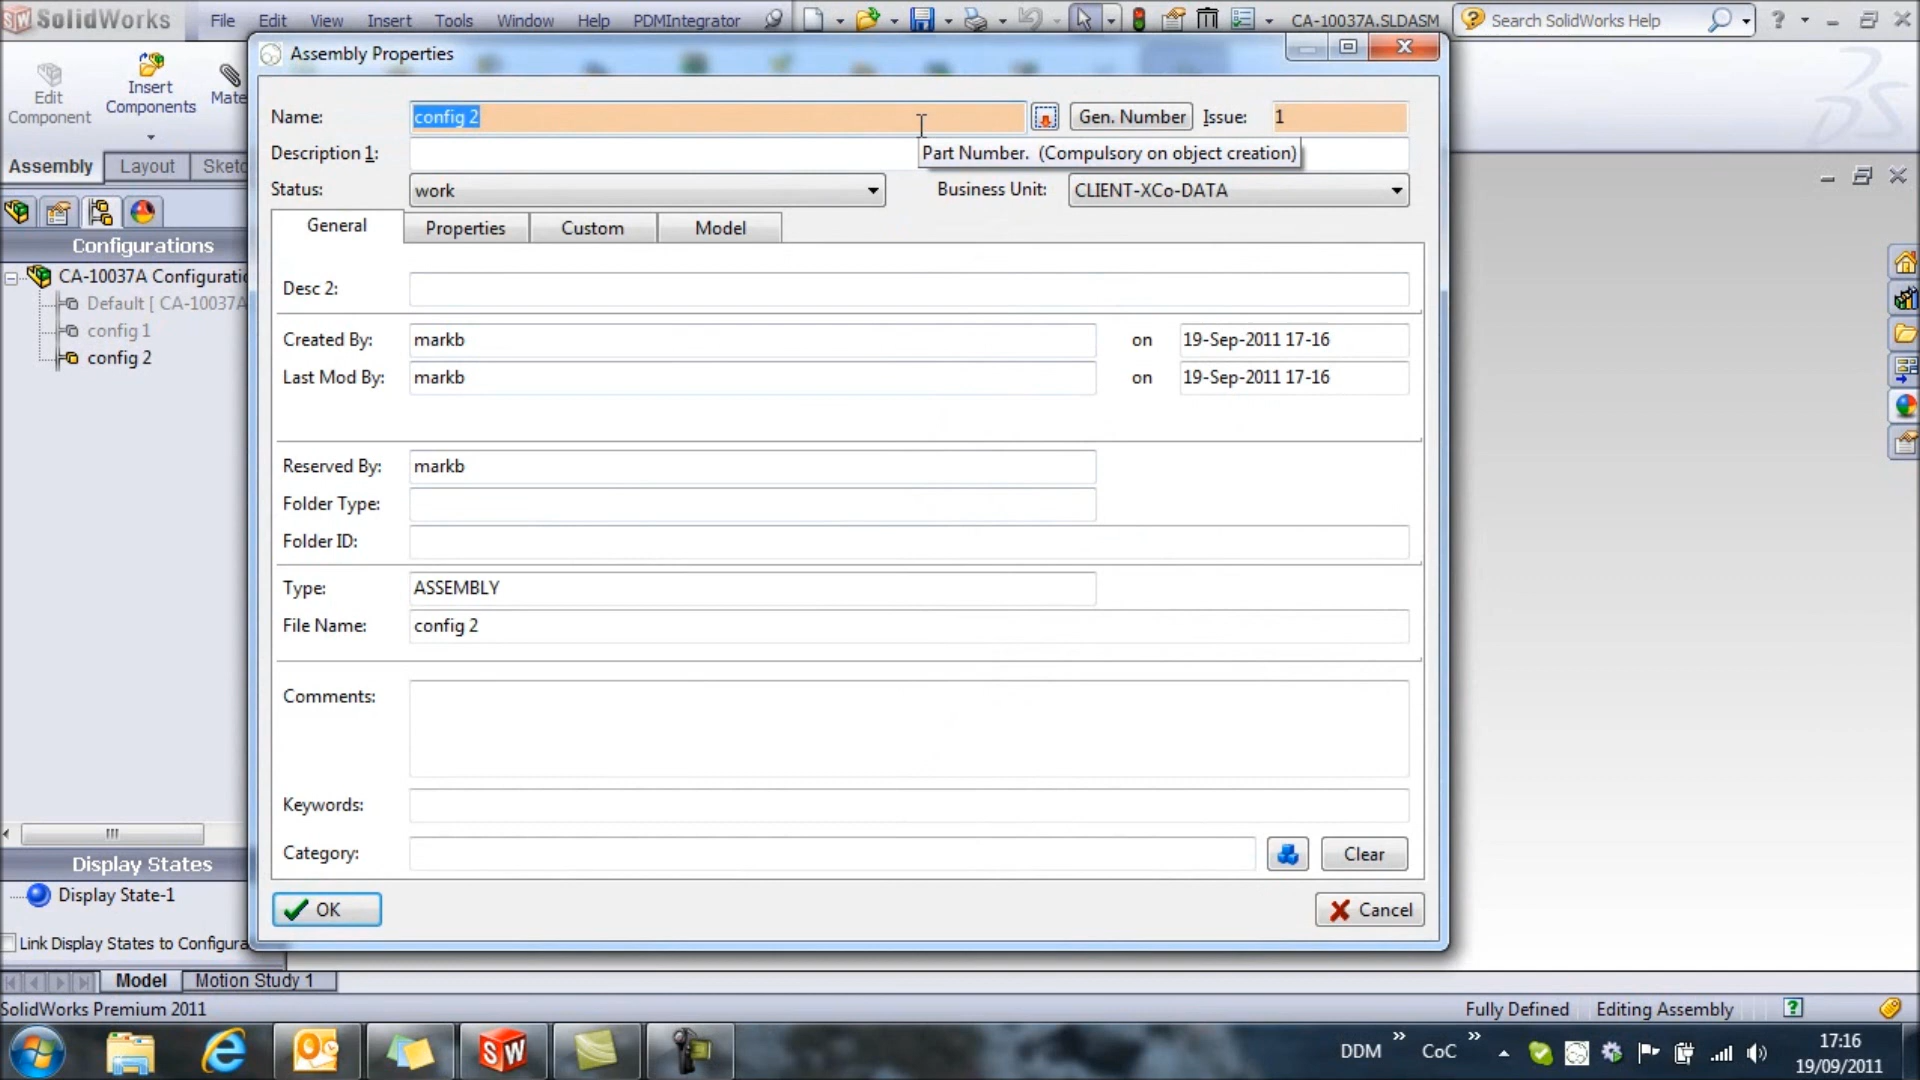 SolidWorks File Edit View Insert Tools Window Help PDMIntegrator CA-10037A.SLDASM Search SolidWorks Help
Assembly Properties
Edit
Component
Insert
Components
Mate
Name: config 2 Gen. Number Issue: 1
Description 1: Part Number. (Compulsory on object creation)
Assembly Layout
Status: work Business Unit: CLIENT-XCo-DATA
General Properties Custom Model
Configurations
CA-10037A
Default [ CA-10037A
config 1
config 2
Desc 2:
Created By: markb on 19-Sep-2011 17-16
Last Mod By: markb on 19-Sep-2011 17-16
Reserved By: markb
Folder Type:
Folder ID:
Type: ASSEMBLY
File Name: config 2
Comments:
Keywords:
Category: Clear
Display States
Display State-1
OK Cancel
Link Display States to
Model Motion Study 1
SolidWorks Premium 2011 Fully Defined Editing Assembly
DDM » CoC » 17:16
19/09/2011